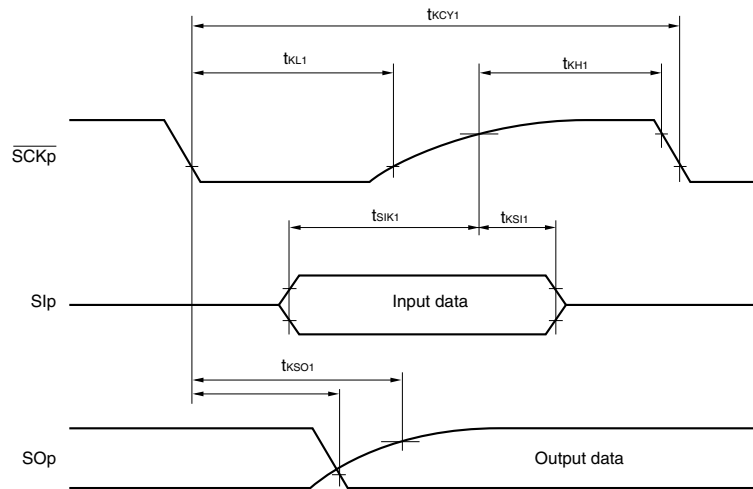 tKCY1
tKL1
tKH1
SCKp
tSIK1
tKSI1
SIp
Input data
tKSO1
SOp
Output data